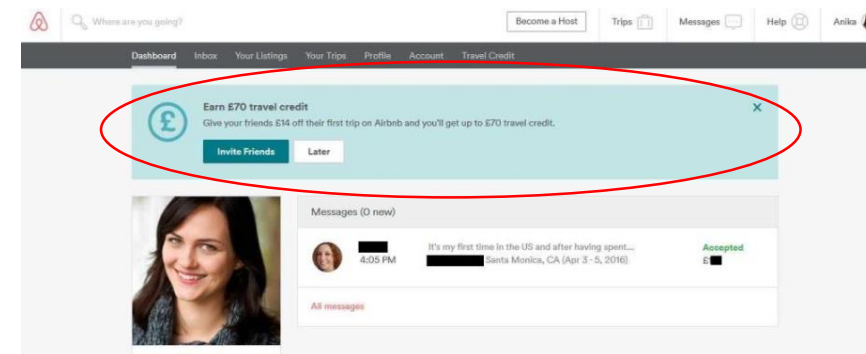 Where are you going?
Become a Host
Trips
Messages
Help
Anika
Dashboard Inbox Your Listings Your Trips Profile Account Travel Credit
Earn £70 travel credit
Give your friends £14 off their first trip on Airbnb and you'll get up to £70 travel credit.
Invite Friends
Later
Messages (0 new)
It's my first time in the US and after having spent...
Accepted
4:05 PM
Santa Monica, CA (Apr 3 - 5, 2016)
£
All messages